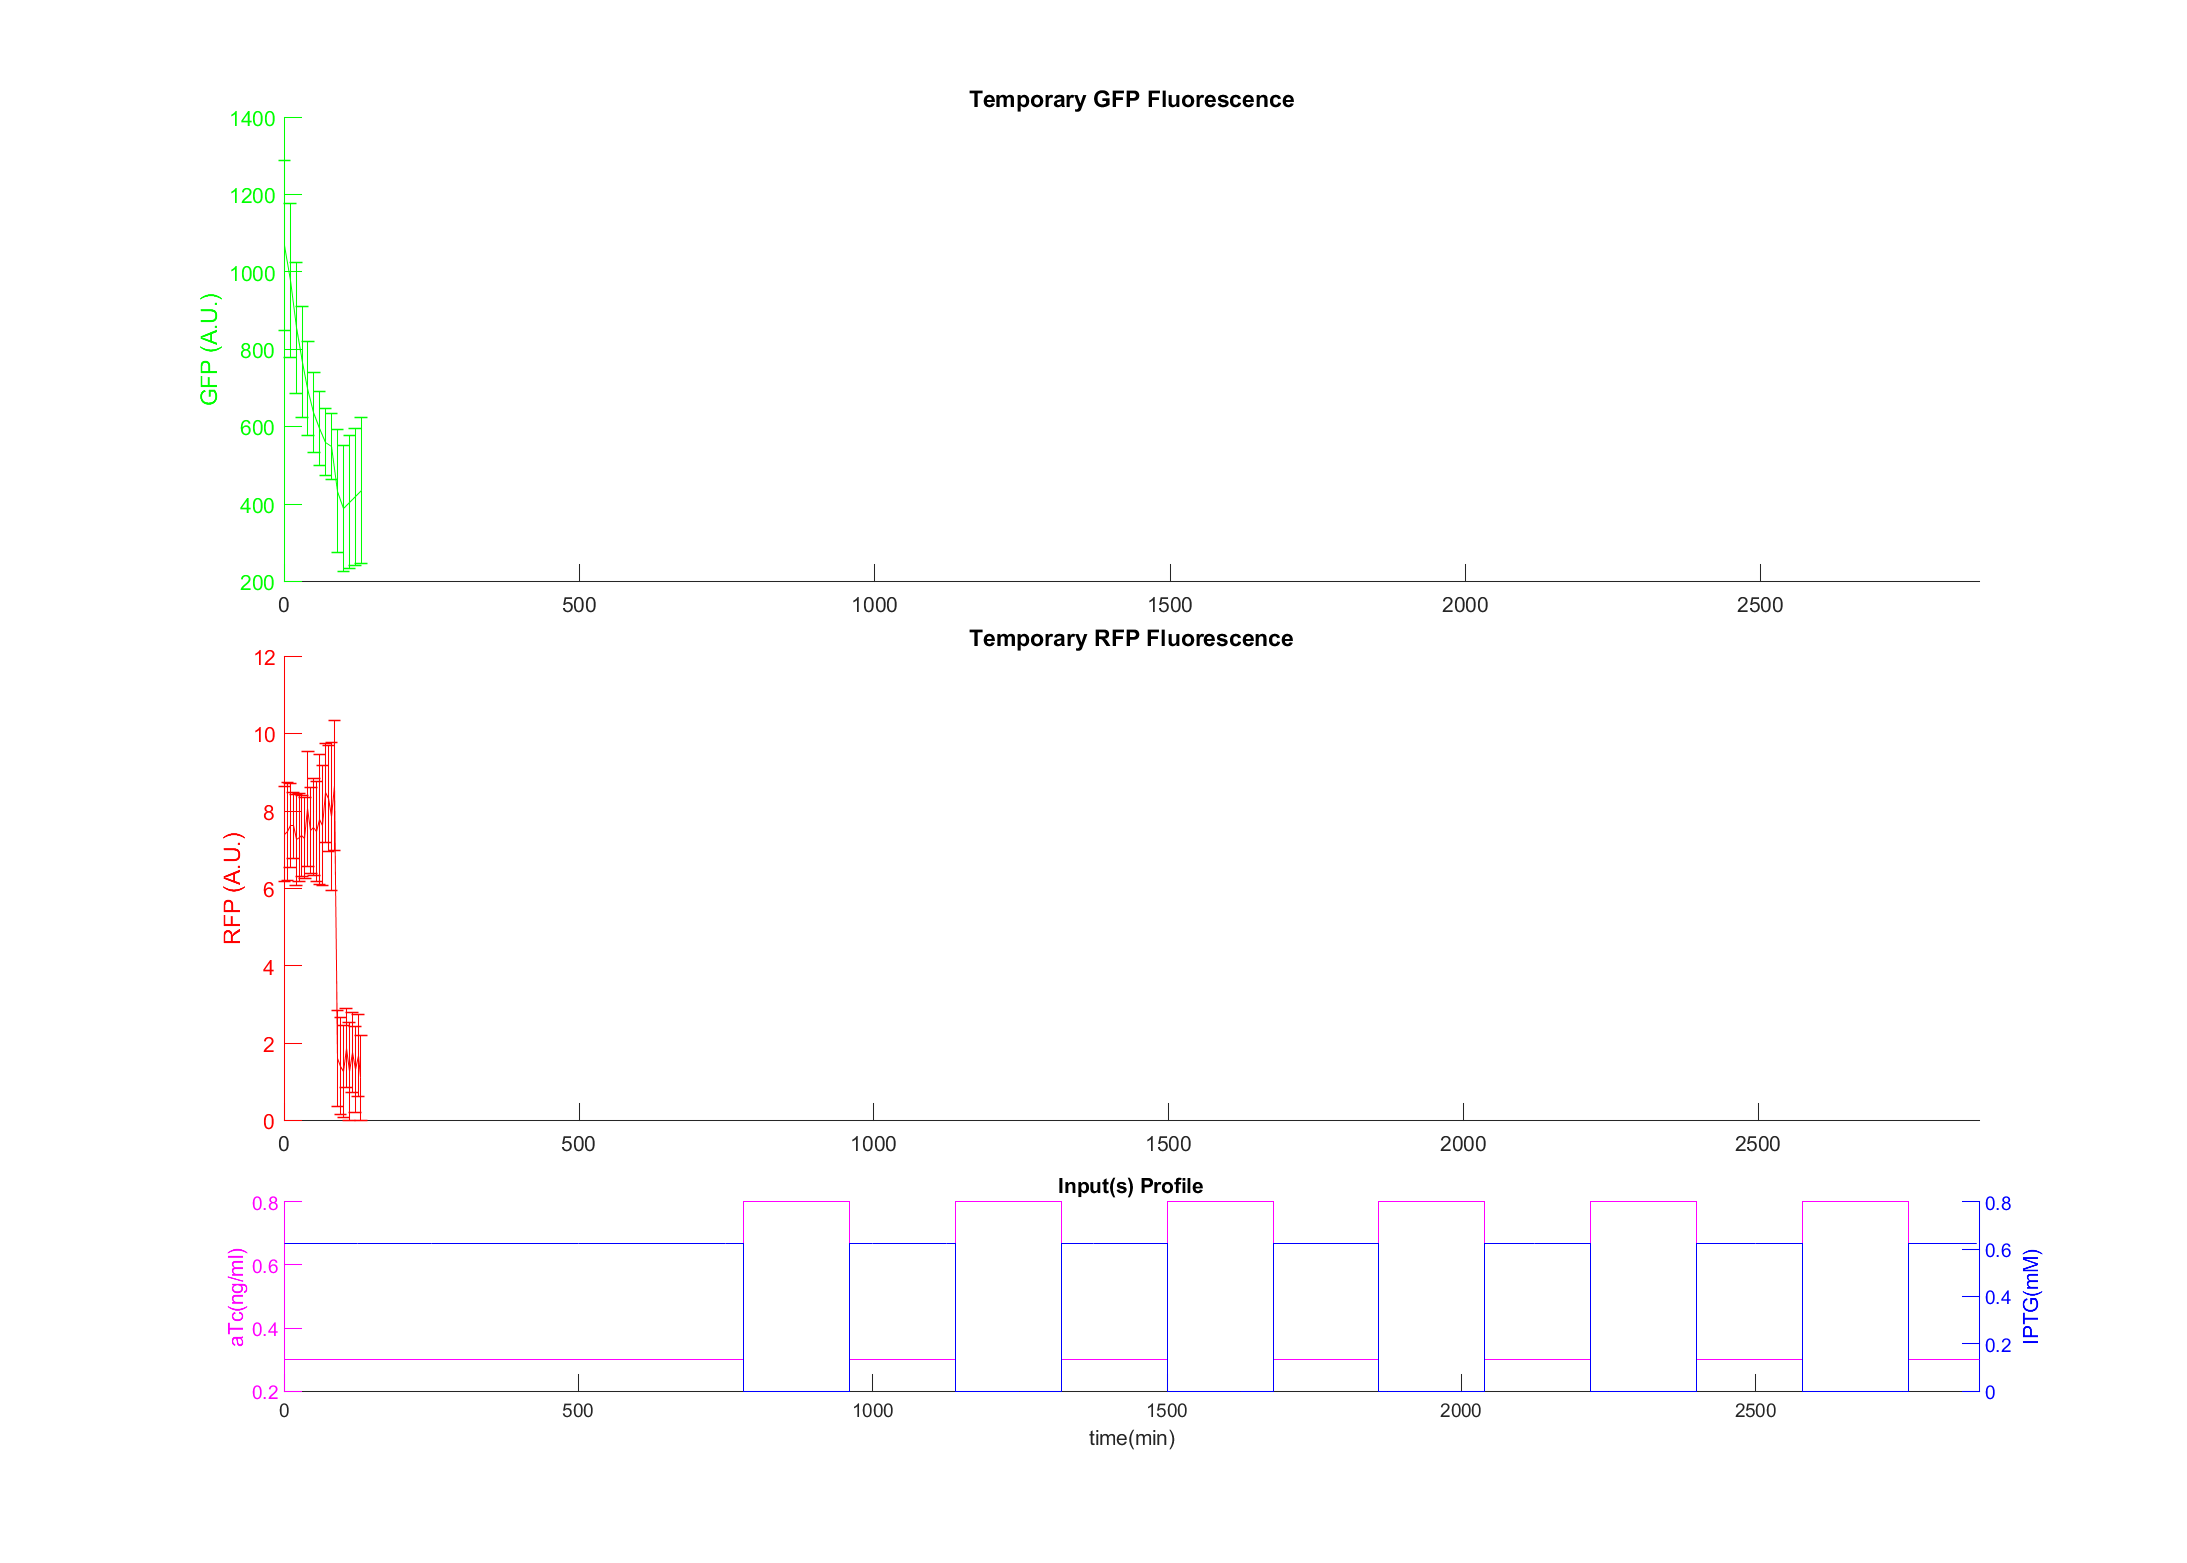 Temporary GFP Fluorescence
1400
1200
1000
800
600
400
200
GFP (A.U.)
0 500 1000 1500 2000 2500
Temporary RFP Fluorescence
12
10
8
6
4
2
0
RFP (A.U.)
0 500 1000 1500 2000 2500
Input(s) Profile
0.8
0.6
0.4
0.2
aTc(ng/ml)
0.8
0.6
0.4
0.2
0
IPTG(mM)
0 500 1000 1500 2000 2500
time(min)